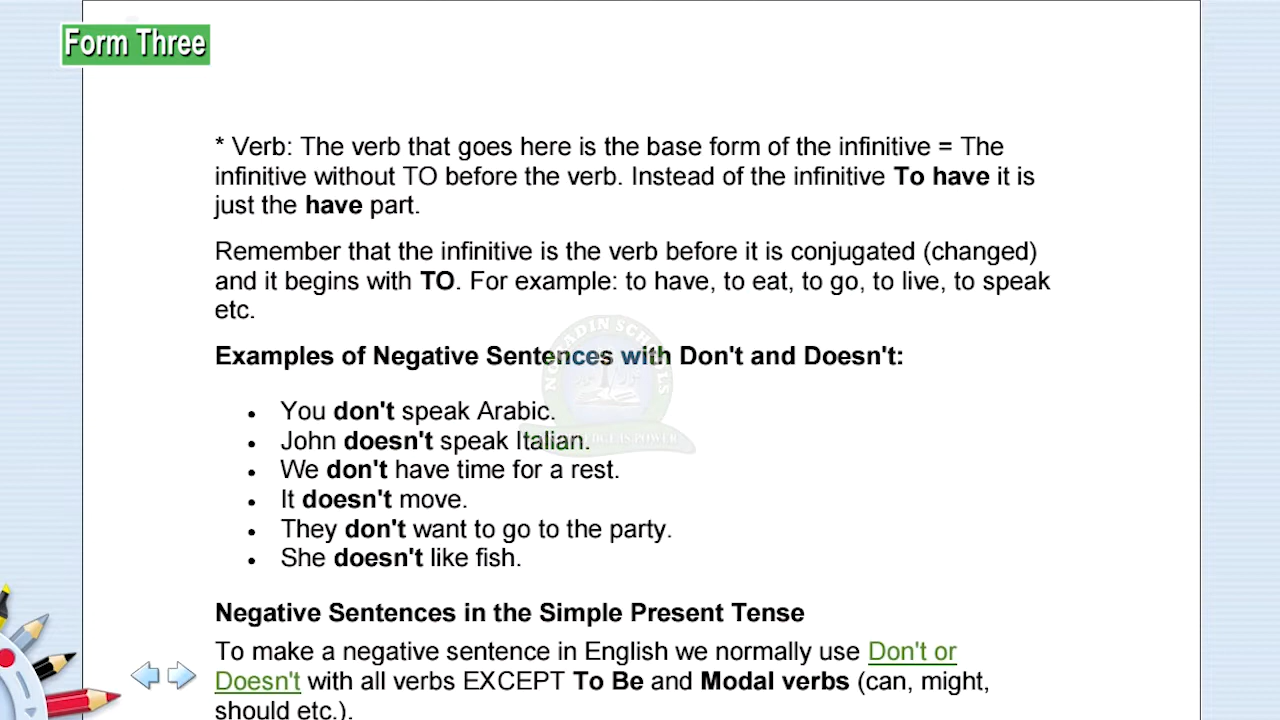 Form Three
* Verb: The verb that goes here is the base form of the infinitive = The
infinitive without TO before the verb. Instead of the infinitive To have it is
just the have part.
Remember that the infinitive is the verb before it is conjugated (changed)
and it begins with TO. For example: to have, to eat, to go, to live, to speak
etc.
Examples of Negative Sentences with Don't and Doesn't:
• You don't speak Arabic.
• John doesn't speak Italian.
• We don't have time for a rest.
• It doesn't move.
• They don't want to go to the party.
• She doesn't like fish.
Negative Sentences in the Simple Present Tense
To make a negative sentence in English we normally use Don't or
Doesn't with all verbs EXCEPT To Be and Modal verbs (can, might,
should etc.).